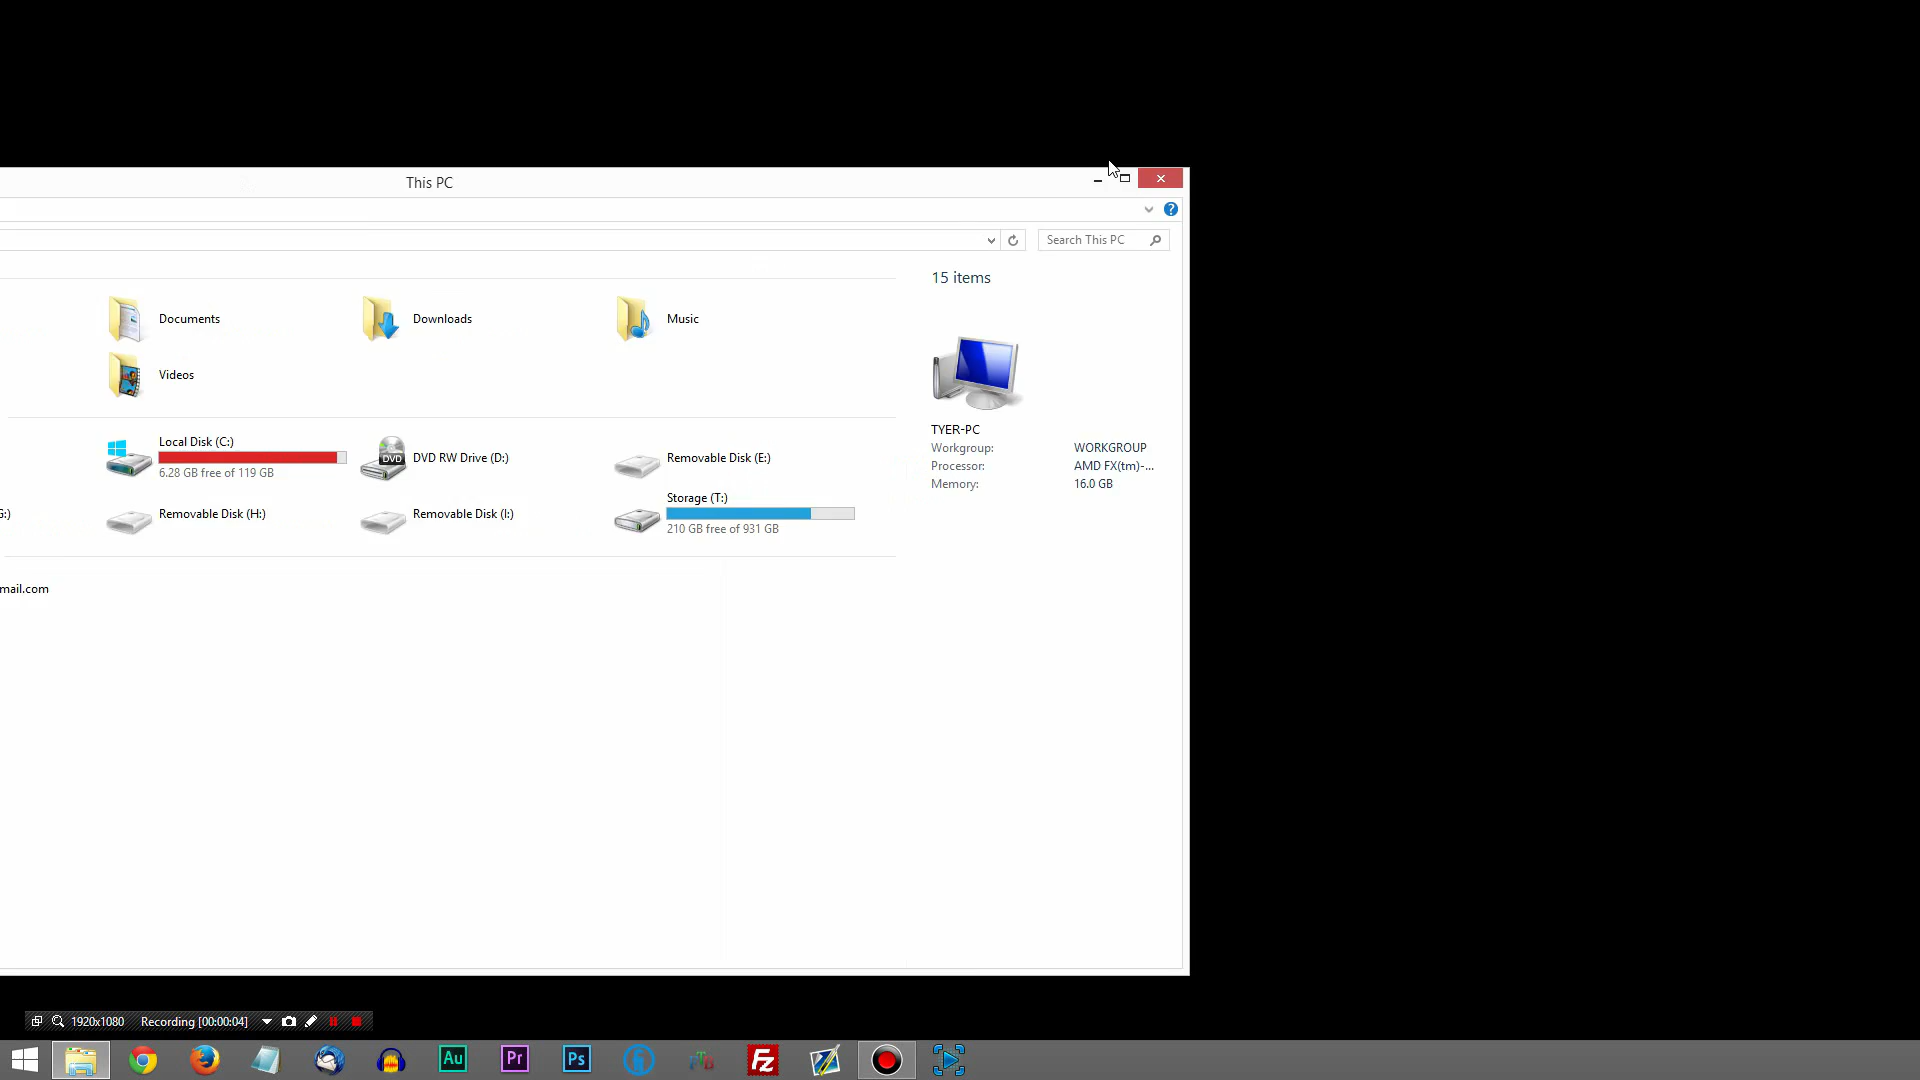 This PC
?
Search This PC
15 items
Documents
Downloads
Music
Videos
TYER-PC
Workgroup: WORKGROUP
Processor: AMD FX(tm)-...
Memory: 16.0 GB
Local Disk (C:)
6.28 GB free of 119 GB
DVD
DVD RW Drive (D:)
Removable Disk (E:)
G:)
Removable Disk (H:)
Removable Disk (I:)
Storage (T:)
210 GB free of 931 GB
mail.com
1920x1080 Recording [00:00:04]
Au
Pr
Ps
FZ